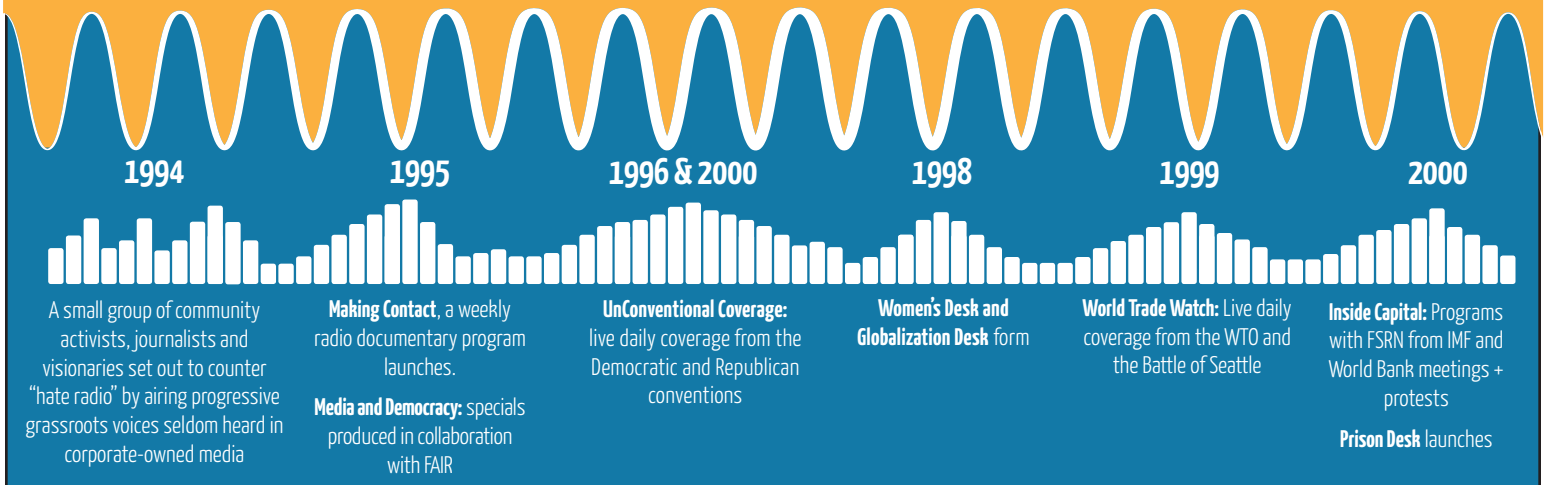 1994
A small group of community
activists, journalists and
visionaries set out to counter
“hate radio” by airing progressive
grassroots voices seldom heard in
corporate-owned media
1995
Making Contact, a weekly
radio documentary program
launches.
Media and Democracy: specials
produced in collaboration
with FAIR
1996 & 2000
UnConventional Coverage:
live daily coverage from the
Democratic and Republican
conventions
1998
Women’s Desk and
Globalization Desk form
1999
World Trade Watch: Live daily
coverage from the WTO and
the Battle of Seattle
2000
Inside Capital: Programs
with FSRN from IMF and
World Bank meetings +
protests
Prison Desk launches